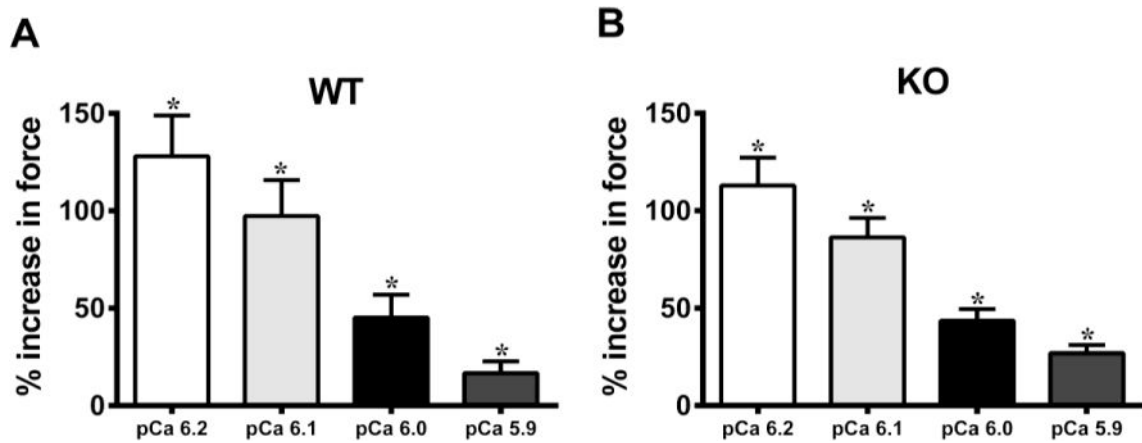 A
WT
% increase in force
150
100
50
0
*
*
*
*
pCa 6.2
pCa 6.1
pCa 6.0
pCa 5.9
B
KO
% increase in force
150
100
50
0
*
*
*
*
pCa 6.2
pCa 6.1
pCa 6.0
pCa 5.9